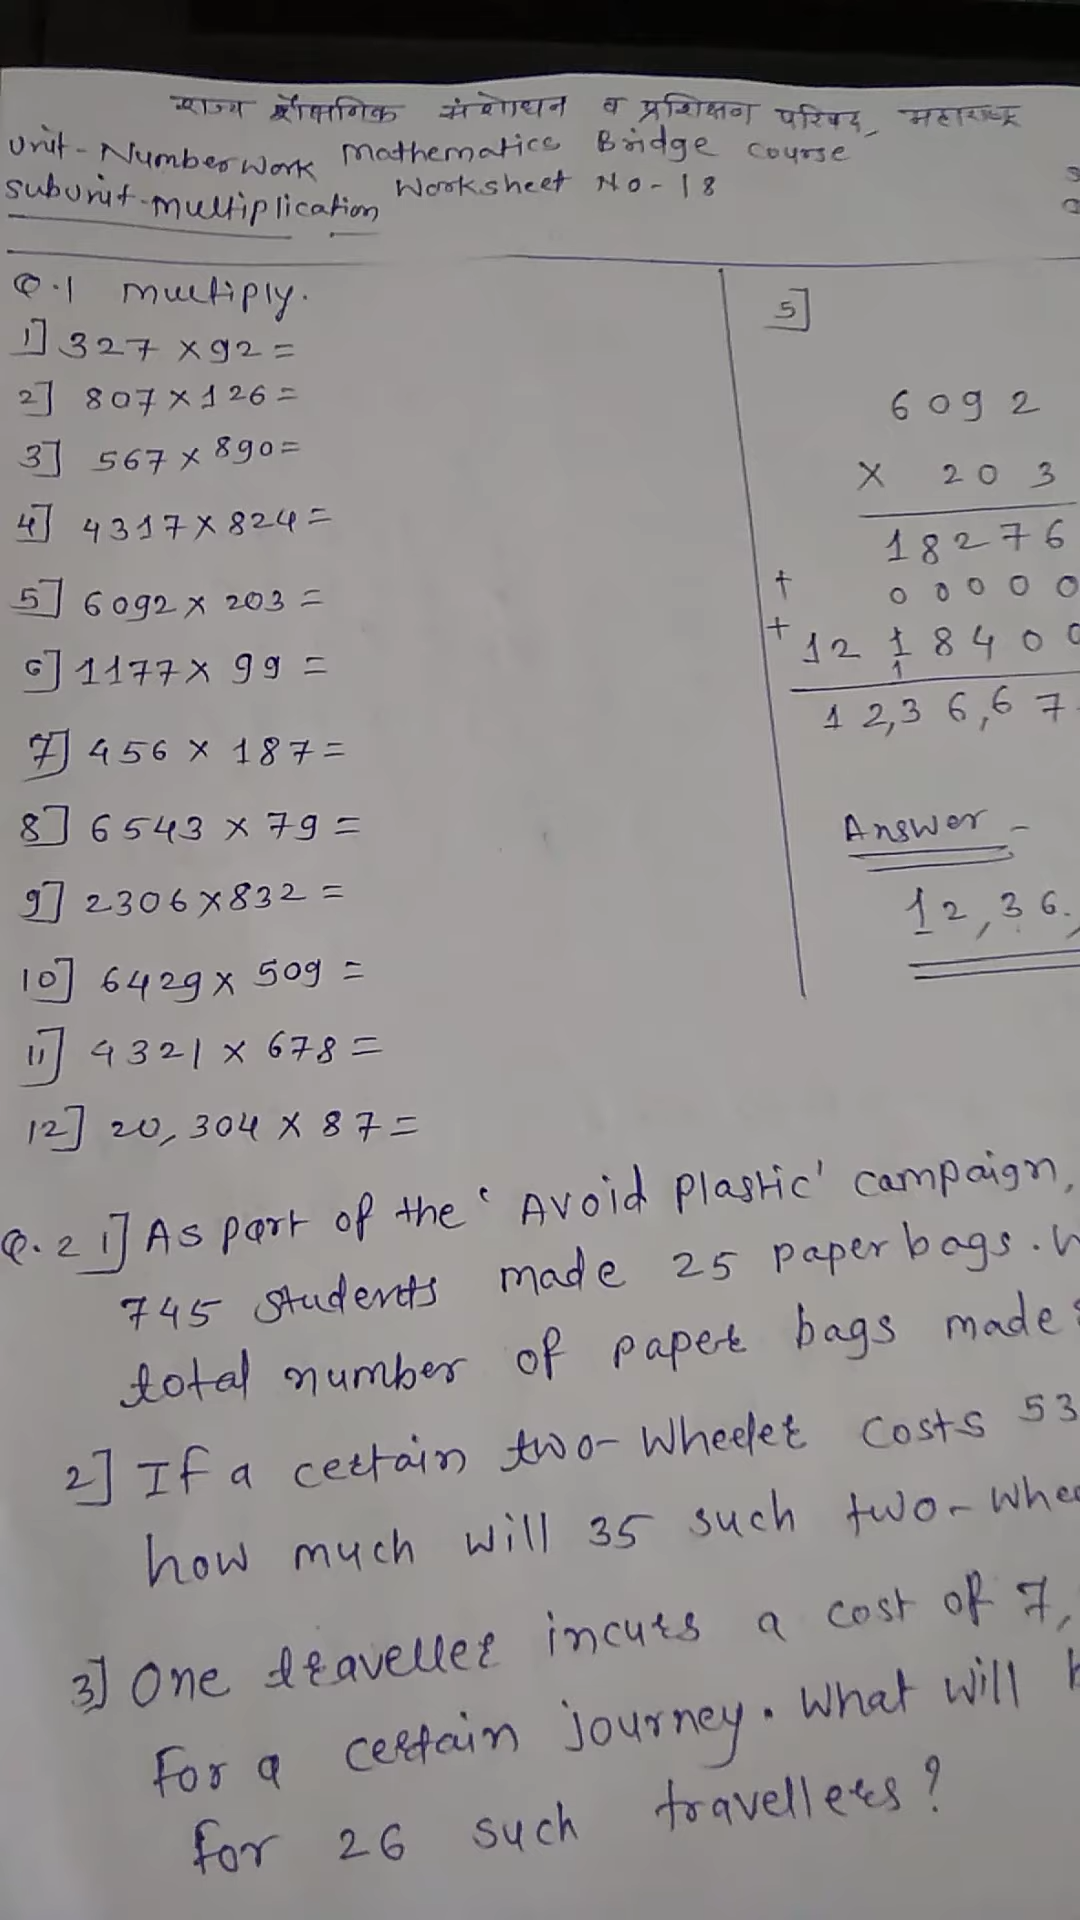 राज्य शैक्षणिक संशोधन व प्रशिक्षण परिषद, महाराष्ट्र
Unit - Number work Mathematics Bridge course
subunit - multiplication Worksheet No - 18
Q.1 multiply.
1] 327 × 92 =
2] 807 × 126 =
3] 567 × 890 =
4] 4317 × 824 =
5] 6092 × 203 =
6] 1177 × 99 =
7] 456 × 187 =
8] 6543 × 79 =
9] 2306 × 832 =
10] 6429 × 509 =
11] 4321 × 678 =
12] 20,304 × 87 =
5]
6092
× 203
18276
+ 00000
+ 1218400
1
12,36,67
Answer -
12,36,
Q.2 1] As part of the 'Avoid plastic' campaign,
745 students made 25 paper bags.
total number of paper bags made
2] If a certain two-wheeler costs 53
how much will 35 such two-whee
3] One traveller incurs a cost of 7,
for a certain journey. What will
for 26 such travellers?